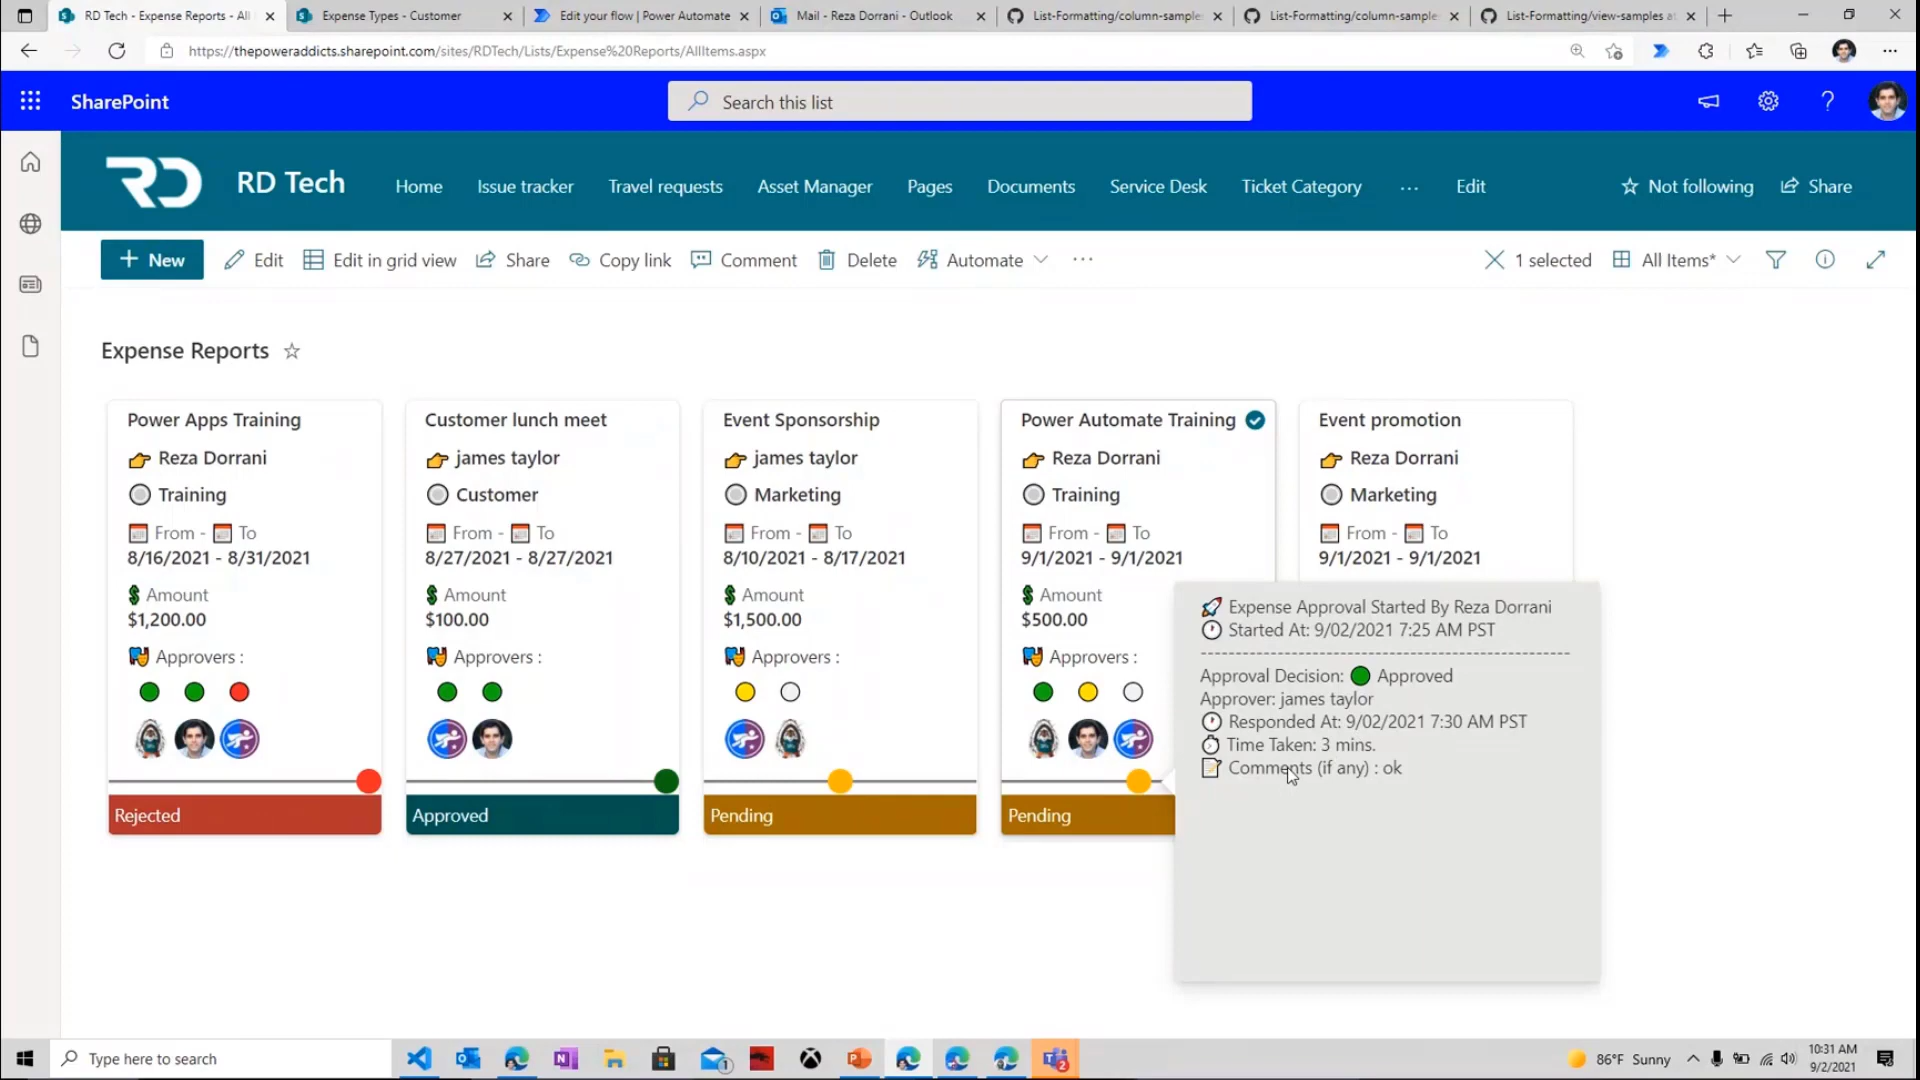 RD Tech - Expense Reports - All
Expense Types - Customer
Edit your flow | Power Automate
Mail - Reza Dorrani - Outlook
List-Formatting/column-sample
List-Formatting/column-sample
List-Formatting/view-samples a
https://thepoweraddicts.sharepoint.com/sites/RDTech/Lists/Expense%20Reports/AllItems.aspx
SharePoint
Search this list
RD
RD Tech
Home
Issue tracker
Travel requests
Asset Manager
Pages
Documents
Service Desk
Ticket Category
Edit
Not following
Share
New
Edit
Edit in grid view
Share
Copy link
Comment
Delete
Automate
1 selected
All Items*
Expense Reports
Power Apps Training
Reza Dorrani
Training
From - To
8/16/2021 - 8/31/2021
Amount
$1,200.00
Approvers :
Rejected
Customer lunch meet
james taylor
Customer
From - To
8/27/2021 - 8/27/2021
Amount
$100.00
Approvers :
Approved
Event Sponsorship
james taylor
Marketing
From - To
8/10/2021 - 8/17/2021
Amount
$1,500.00
Approvers :
Pending
Power Automate Training
Reza Dorrani
Training
From - To
9/1/2021 - 9/1/2021
Amount
$500.00
Approvers :
Pending
Event promotion
Reza Dorrani
Marketing
From - To
9/1/2021 - 9/1/2021
Expense Approval Started By Reza Dorrani
Started At: 9/02/2021 7:25 AM PST
--------------------------------------------------
Approval Decision: Approved
Approver: james taylor
Responded At: 9/02/2021 7:30 AM PST
Time Taken: 3 mins.
Comments (if any) : ok
Type here to search
1
2
86°F Sunny
10:31 AM
9/2/2021